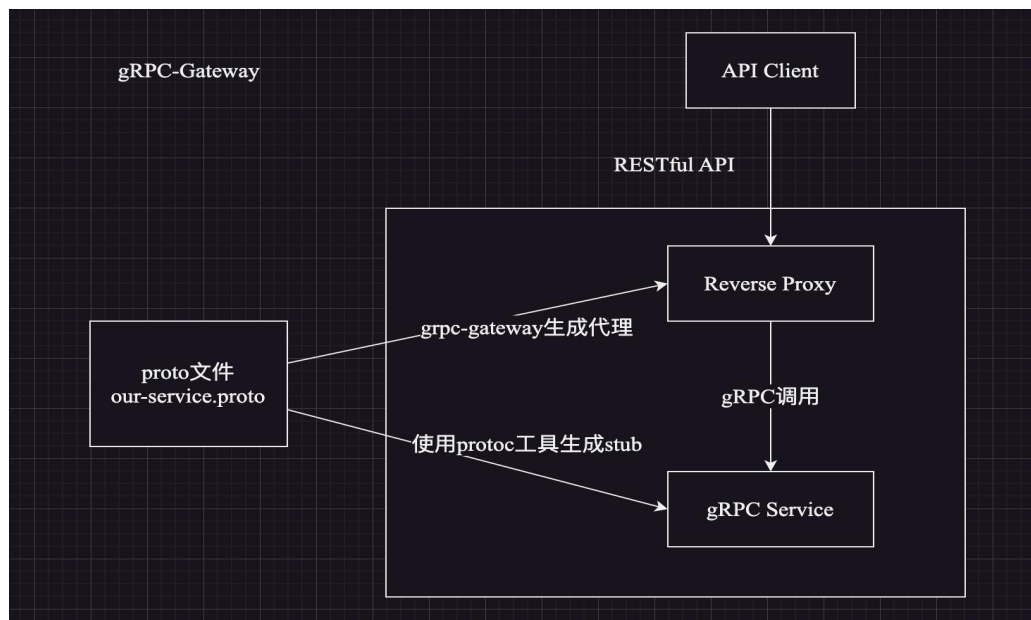 gRPC-Gateway
API Client
RESTful API
Reverse Proxy
grpc-gateway生成代理
proto文件
our-service.proto
gRPC调用
使用protoc工具生成stub
gRPC Service